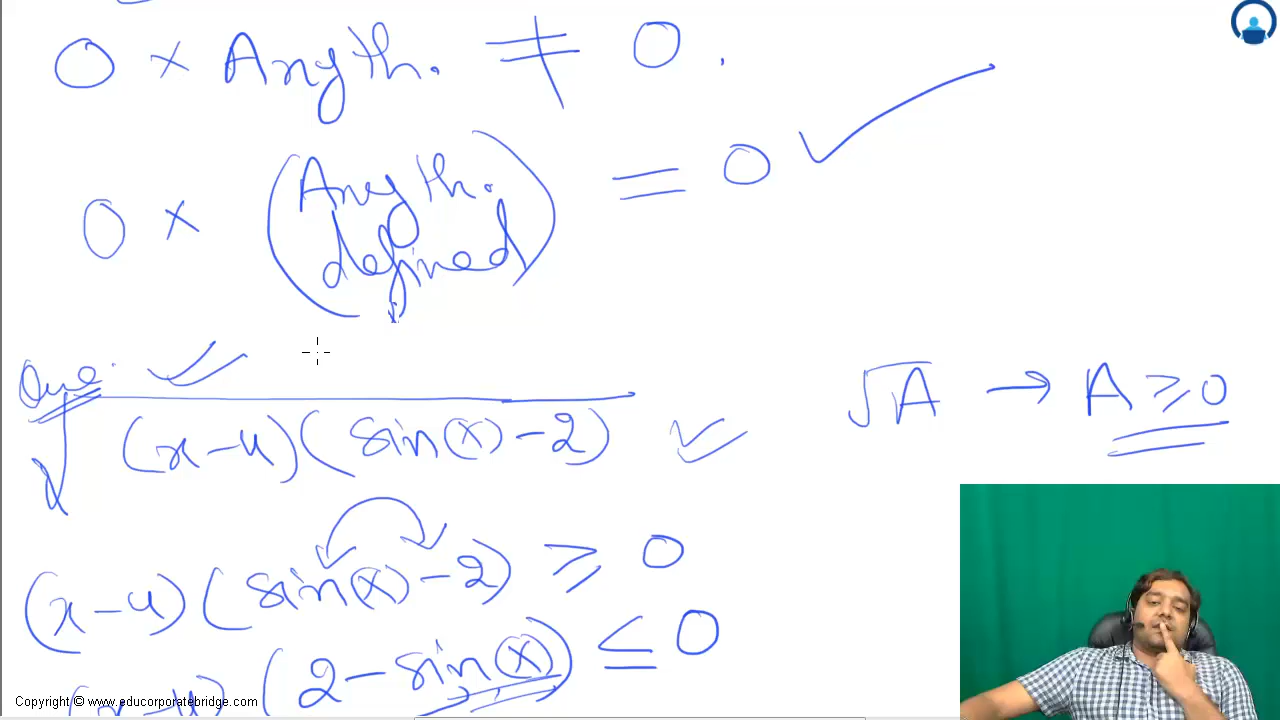 0 × Anyth. ≠ 0.
0 × (Anyth. defined) = 0 ✓
Que.
√(x-4)(sin(x)-2)
√A → A ≥ 0
(x-4)(sin(x)-2) ≥ 0
(x-4)(2-sin(x)) ≤ 0
Copyright © www.educorporatebridge.com